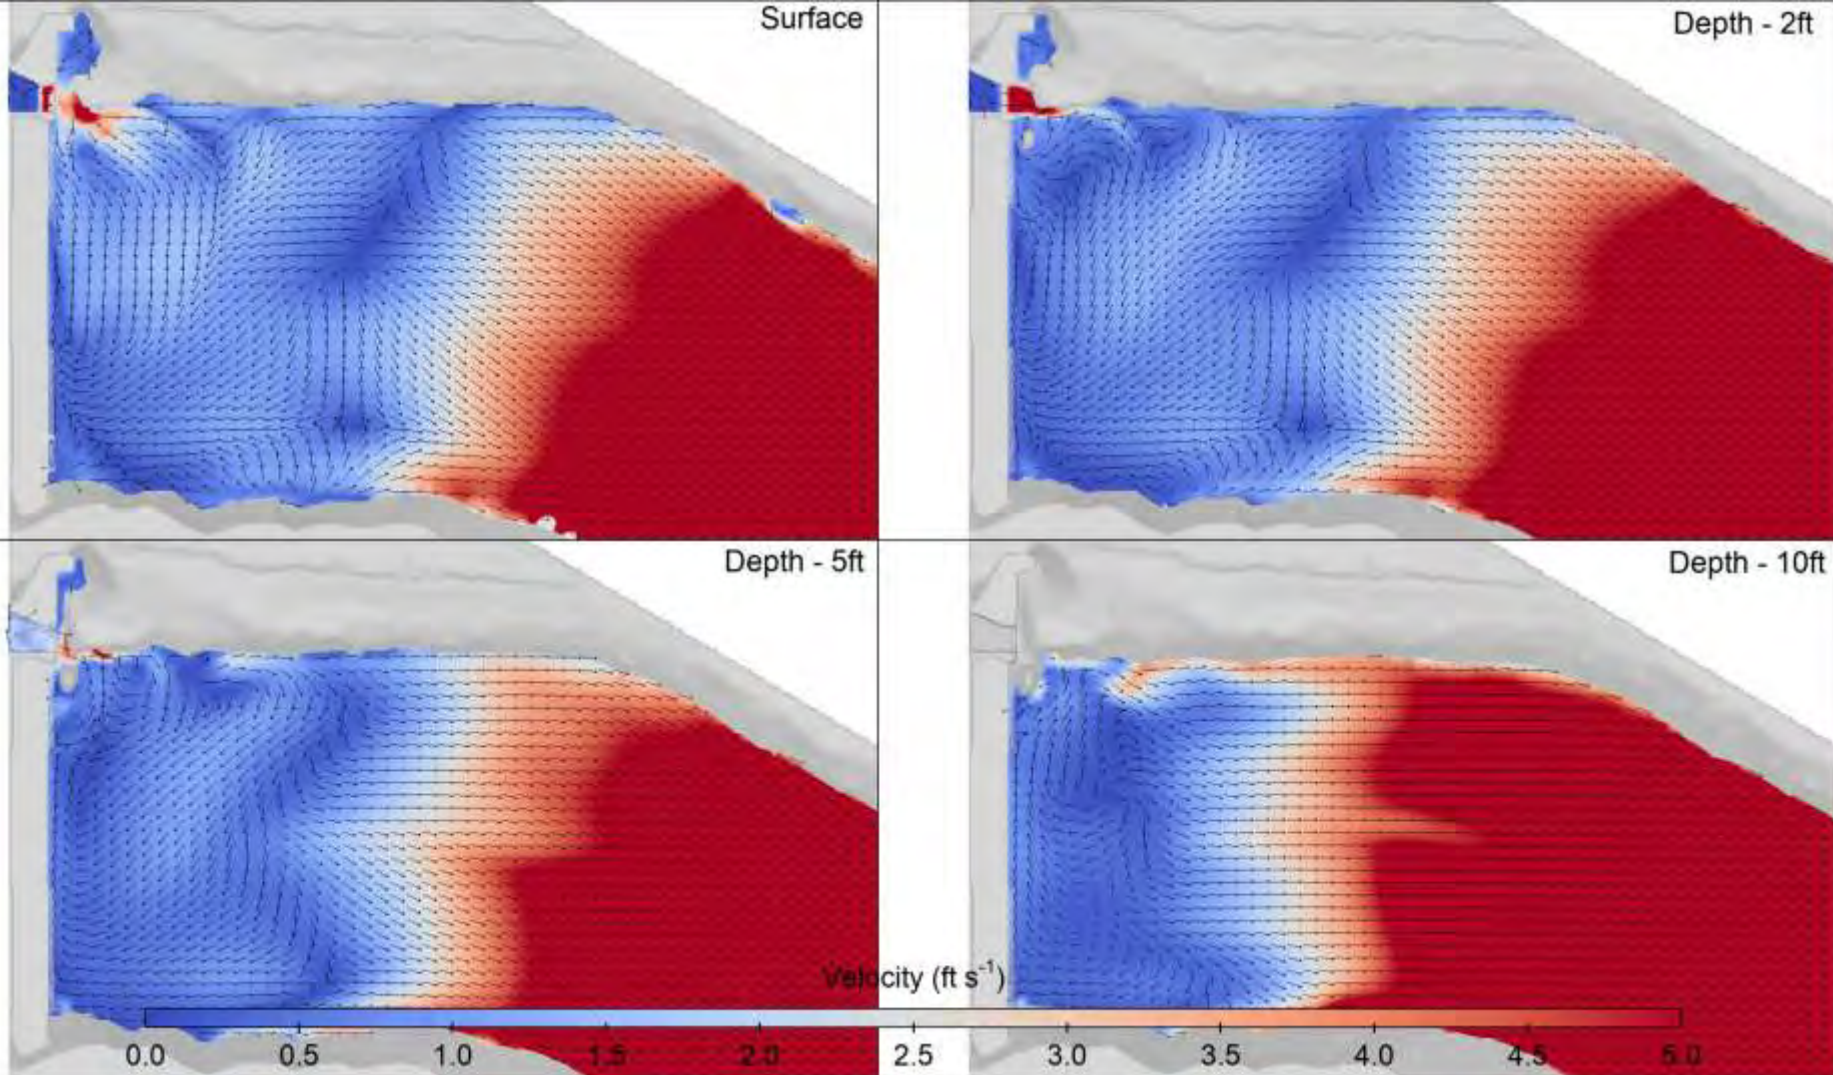 Surface
Depth - 2ft
Depth - 5ft
Depth - 10ft
Velocity (ft s-1)
0.0 0.5 1.0 1.5 2.0 2.5 3.0 3.5 4.0 4.5 5.0